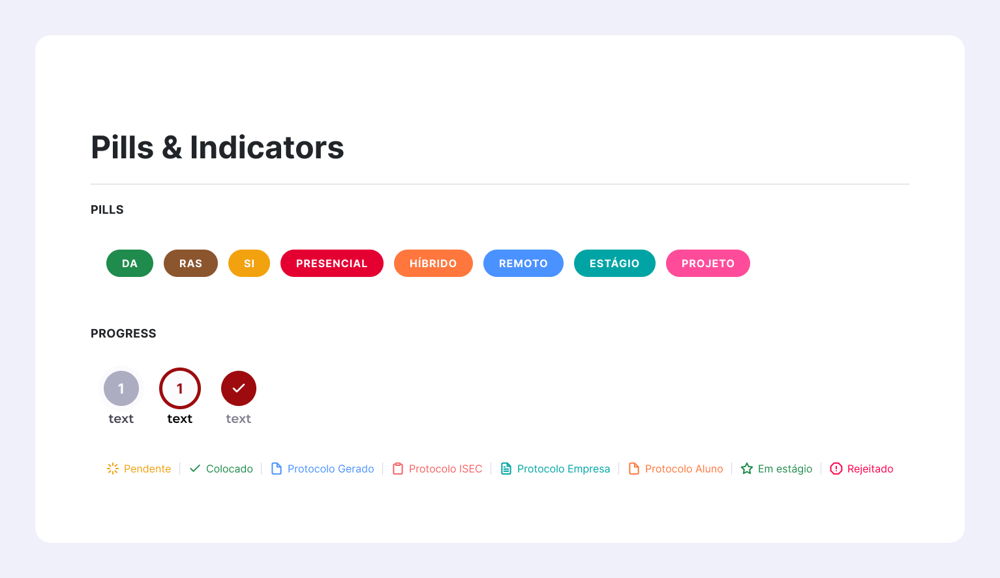 Pills & Indicators
PILLS
DA RAS SI PRESENCIAL HÍBRIDO REMOTO ESTÁGIO PROJETO
PROGRESS
1 1
text text text
Pendente Colocado Protocolo Gerado Protocolo ISEC Protocolo Empresa Protocolo Aluno Em estágio Rejeitado